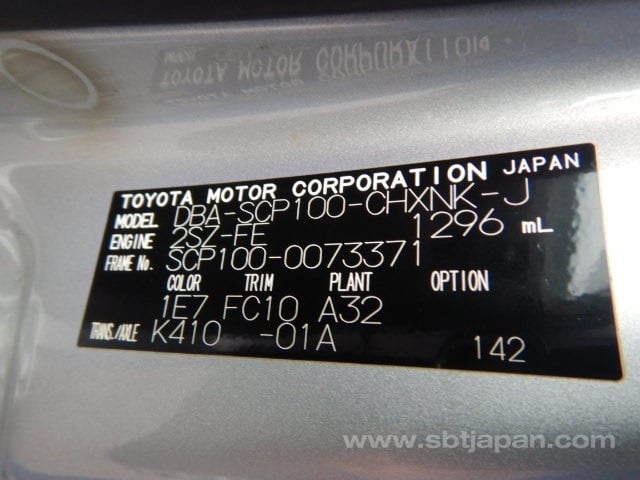 TOYOTA MOTOR CORPORATION JAPAN
MODEL DBA-SCP100-CHXNK-J
ENGINE 2SZ-FE 1296 mL
FRAME No. SCP100-0073371
COLOR TRIM PLANT OPTION
1E7 FC10 A32
TRANS./AXLE K410 -01A 142
www.sbtjapan.com